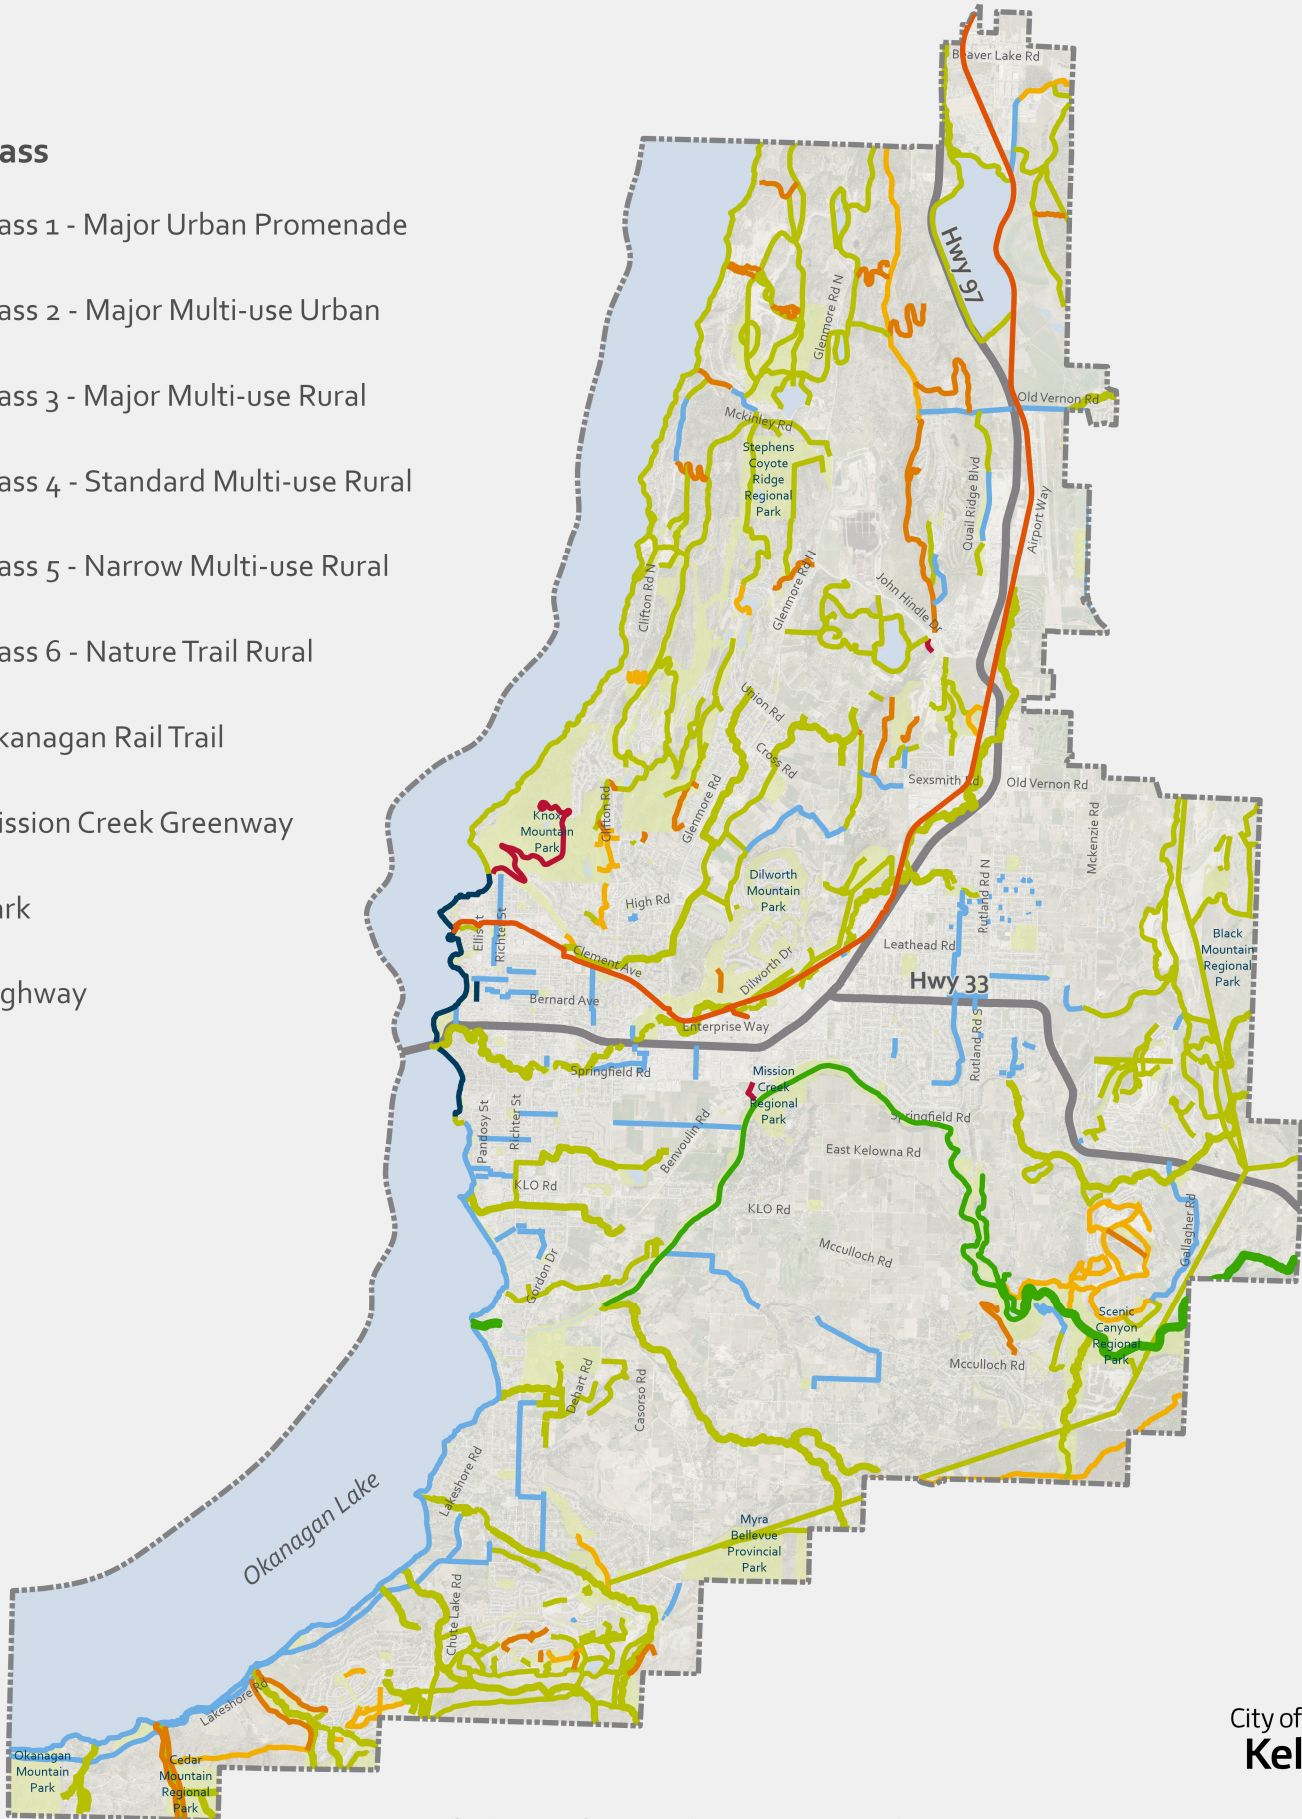 ass
ass 1 - Major Urban Promenade
ass 2 - Major Multi-use Urban
ass 3 - Major Multi-use Rural
ass 4 - Standard Multi-use Rural
ass 5 - Narrow Multi-use Rural
ass 6 - Nature Trail Rural
kanagan Rail Trail
ission Creek Greenway
ark
ghway
Beaver Lake Rd
Hwy 97
Glenmore Rd N
Old Vernon Rd
Mckinley Rd
Stephens
Coyote
Ridge
Regional
Park
Quail Ridge Blvd
Airport Way
Clifton Rd N
Glenmore Rd N
John Hindle Dr
Union Rd
Cross Rd
Sexsmith Rd
Old Vernon Rd
Knox
Mountain
Park
Clifton Rd
Glenmore Rd
Mckenzie Rd
Dilworth
Mountain
Park
High Rd
Rutland Rd N
Ellis St
Richter St
Leathead Rd
Black
Mountain
Regional
Park
Clement Ave
Dilworth Dr
Hwy 33
Bernard Ave
Enterprise Way
Rutland Rd S
Springfield Rd
Mission
Creek
Regional
Park
Springfield Rd
Pandosy St
Richter St
Benvoulin Rd
East Kelowna Rd
KLO Rd
KLO Rd
Gallagher Rd
Mcculloch Rd
Gordon Dr
Scenic
Canyon
Regional
Park
Mcculloch Rd
Dehart Rd
Casorso Rd
Lakeshore Rd
Okanagan Lake
Myra
Bellevue
Provincial
Park
Chute Lake Rd
Lakeshore Rd
City of
Kel
Okanagan
Mountain
Park
Cedar
Mountain
Regional
Park